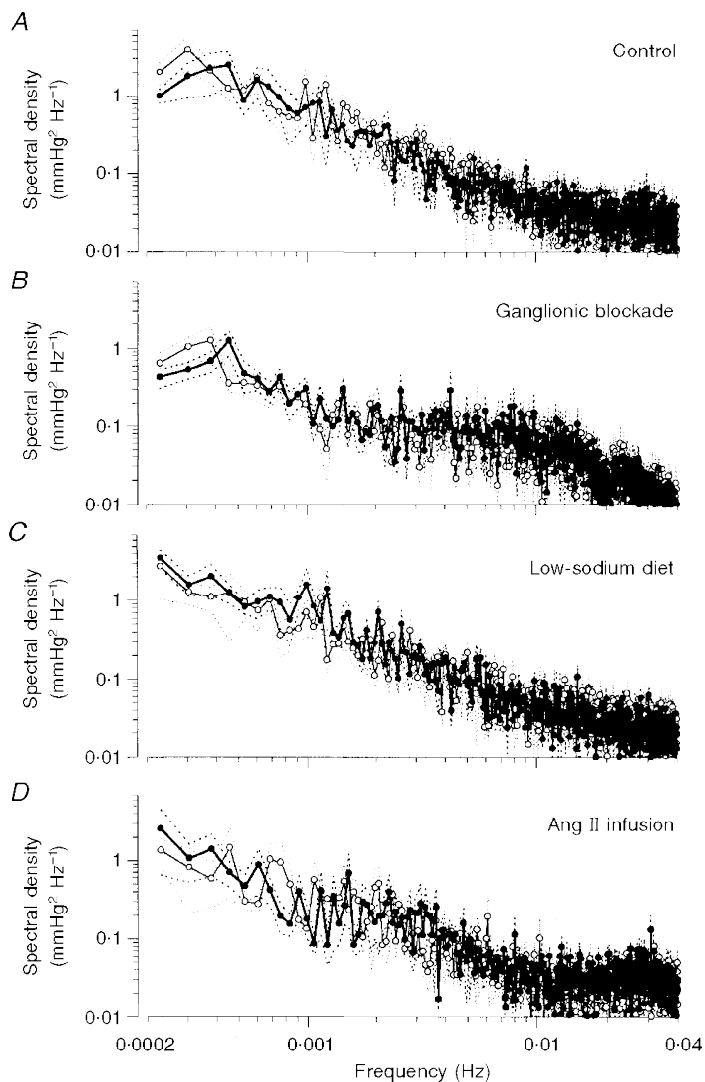 A
Control
Spectral density
(mmHg² Hz⁻¹)
1
0·1
0·01
B
Ganglionic blockade
Spectral density
(mmHg² Hz⁻¹)
1
0·1
0·01
C
Low-sodium diet
Spectral density
(mmHg² Hz⁻¹)
1
0·1
0·01
D
Ang II infusion
Spectral density
(mmHg² Hz⁻¹)
1
0·1
0·01
0·0002 0·001 0·01 0·04
Frequency (Hz)